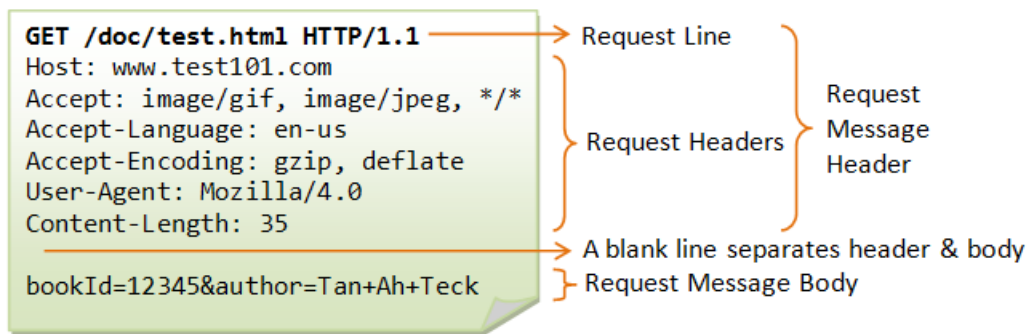 GET /doc/test.html HTTP/1.1
Host: www.test101.com
Accept: image/gif, image/jpeg, */*
Accept-Language: en-us
Accept-Encoding: gzip, deflate
User-Agent: Mozilla/4.0
Content-Length: 35
bookId=12345&author=Tan+Ah+Teck
Request Line
Request Headers
Request
Message
Header
A blank line separates header & body
Request Message Body